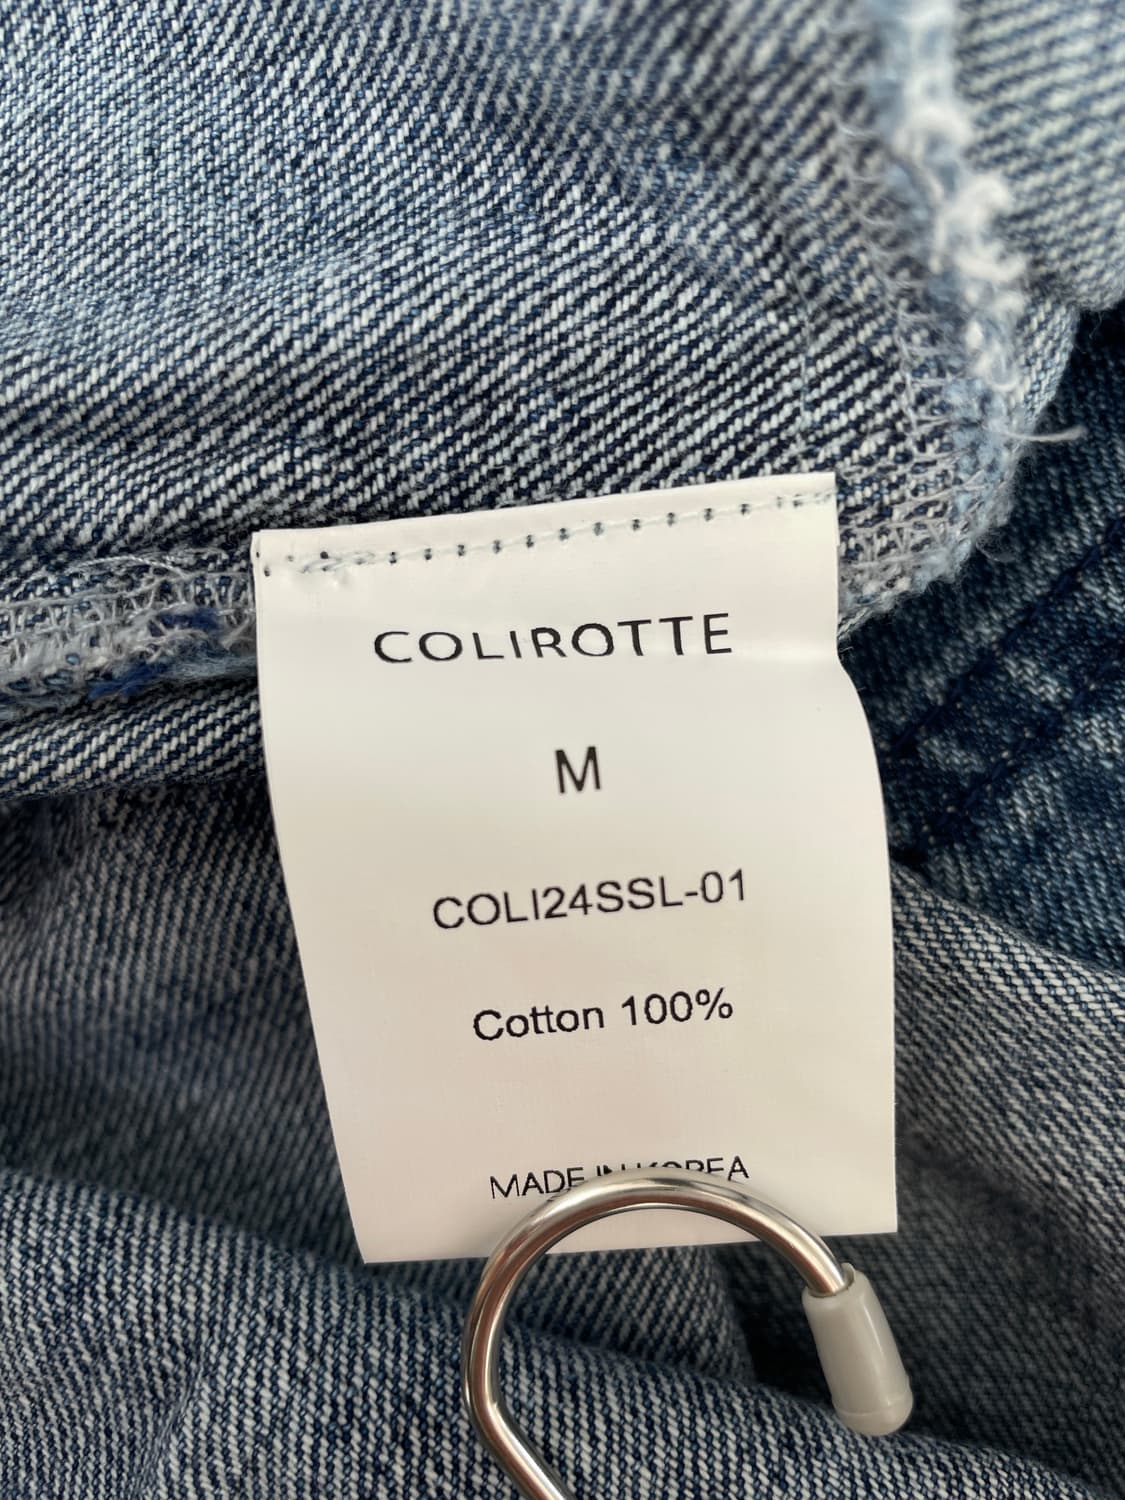 COLIROTTE
M
COLI24SSL-01
Cotton 100%
MADE IN KOREA